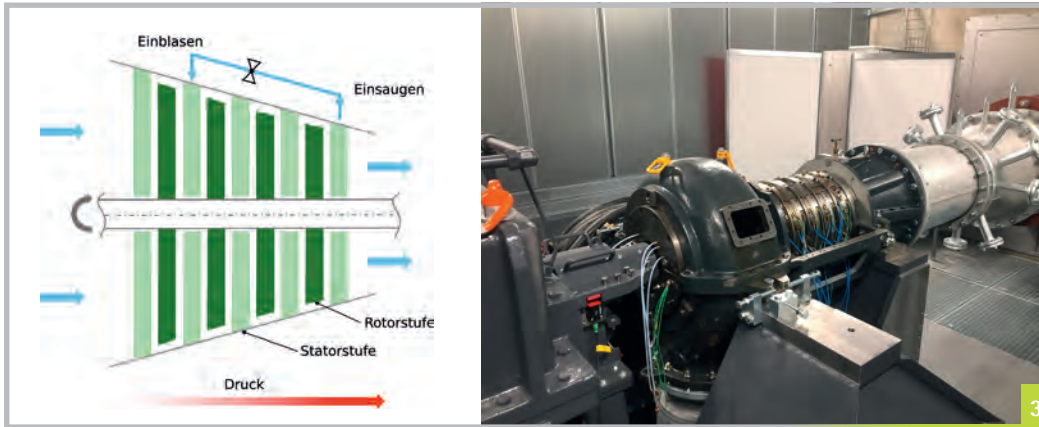 Einblasen
Einsaugen
Rotorstufe
Statorstufe
Druck
3